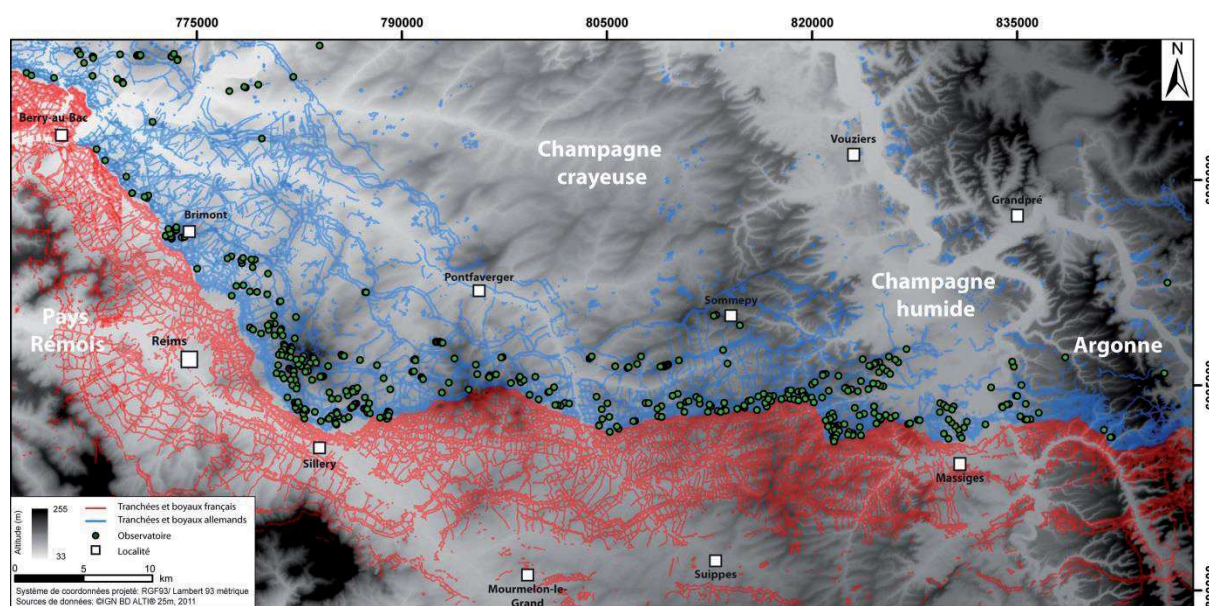 775000 790000 805000 820000 835000
N
Berry-au-Bac
Vouziers
Champagne
crayeuse
Grandpré
Brimont
Pontfaverger
Champagne
humide
Sommepy
Pays
Rémois
Reims
Argonne
Sillery
Massiges
Suippes
Mourmelon-le-
Grand
Altitude (m)
255
33
Tranchées et boyaux français
Tranchées et boyaux allemands
Observatoire
Localité
0 5 10
km
Système de coordonnées projeté: RGF93/ Lambert 93 métrique
Sources de données: ©IGN BD ALTI® 25m, 2011